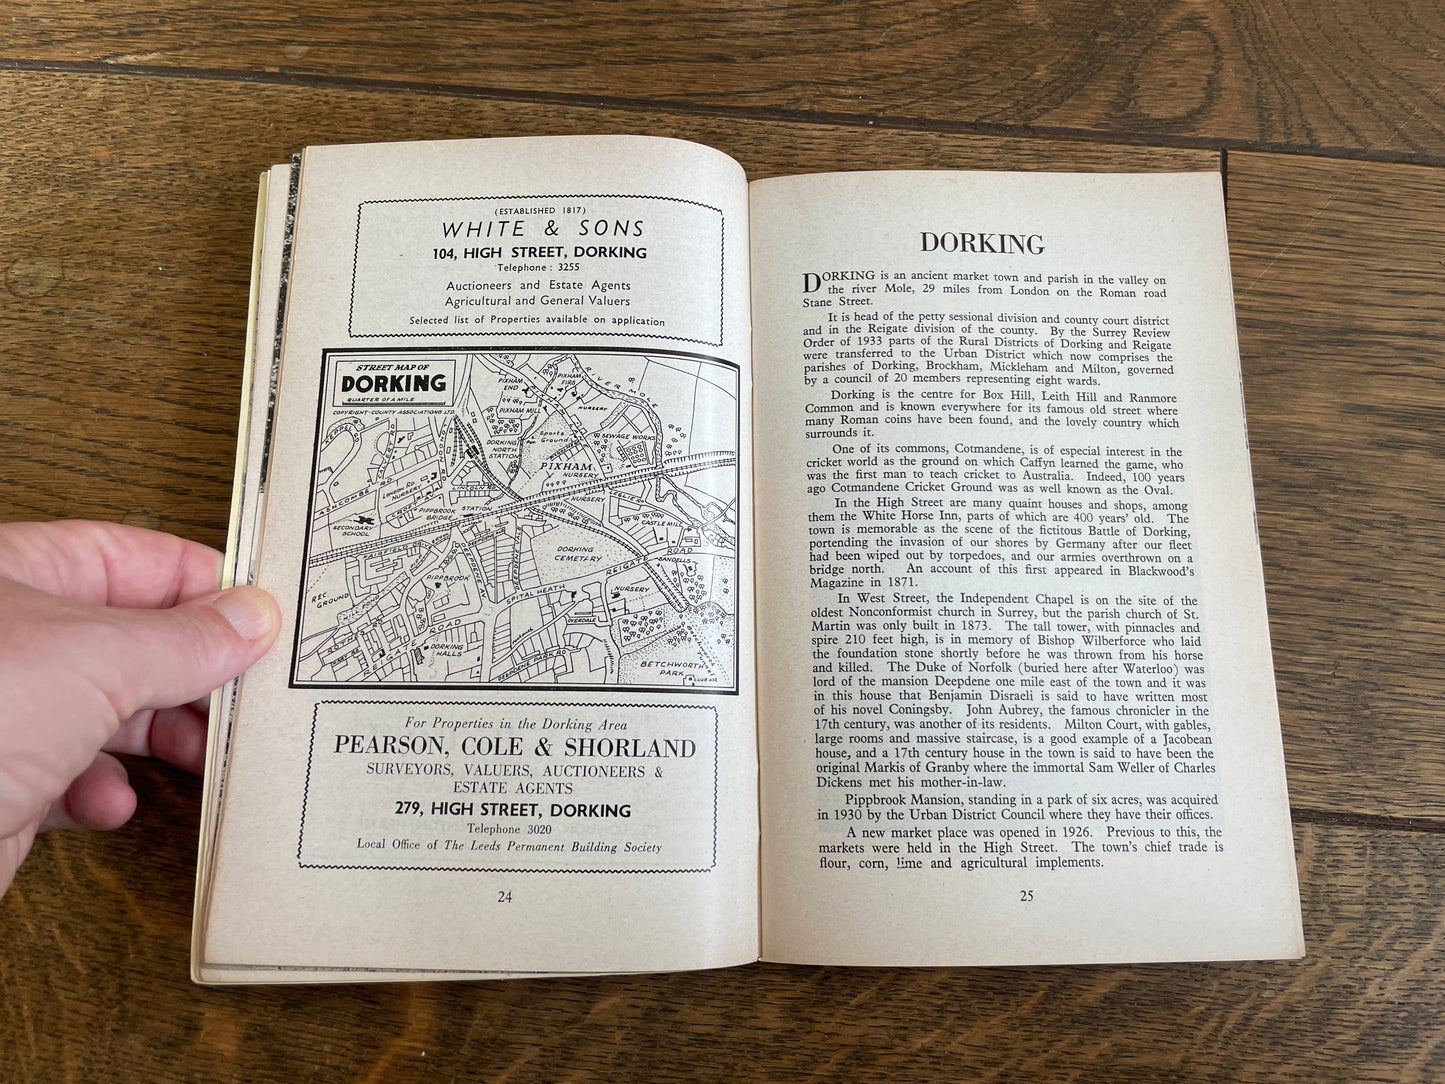 (ESTABLISHED 1817)
WHITE & SONS
104, HIGH STREET, DORKING
Telephone : 3255
Auctioneers and Estate Agents
Agricultural and General Valuers
Selected list of Properties available on application
STREET MAP OF
DORKING
QUARTER OF A MILE
COPYRIGHT-COUNTY ASSOCIATIONS LTD
PIXHAM
END
PIXHAM
FIRS
RIVER MOLE
NURSERY
PIXHAM MILL
DORKING
NORTH
STATION
Sports
Ground
SEWAGE WORKS
PIXHAM
NURSERY
ASHCOMBE
LONDON RD.
NURSERY
PIPPBROOK
BRIDGE
STATION
NURSERY
CASTLE MILL
SECONDARY
SCHOOL
DORKING
CEMETERY
REIGATE
ROAD
REC.
GROUND
PIPPBROOK
DEEPDENE AV.
SPITAL HEATH
NURSERY
OVERDALE
REIGATE ROAD
DORKING
HALLS
DEEPDENE PARK RD
BETCHWORTH
PARK
CLUB HSE
For Properties in the Dorking Area
PEARSON, COLE & SHORLAND
SURVEYORS, VALUERS, AUCTIONEERS &
ESTATE AGENTS
279, HIGH STREET, DORKING
Telephone 3020
Local Office of The Leeds Permanent Building Society
24
DORKING
DORKING is an ancient market town and parish in the valley on
the river Mole, 29 miles from London on the Roman road
Stane Street.
It is head of the petty sessional division and county court district
and in the Reigate division of the county. By the Surrey Review
Order of 1933 parts of the Rural Districts of Dorking and Reigate
were transferred to the Urban District which now comprises the
parishes of Dorking, Brockham, Mickleham and Milton, governed
by a council of 20 members representing eight wards.
Dorking is the centre for Box Hill, Leith Hill and Ranmore
Common and is known everywhere for its famous old street where
many Roman coins have been found, and the lovely country which
surrounds it.
One of its commons, Cotmandene, is of especial interest in the
cricket world as the ground on which Caffyn learned the game, who
was the first man to teach cricket to Australia. Indeed, 100 years
ago Cotmandene Cricket Ground was as well known as the Oval.
In the High Street are many quaint houses and shops, among
them the White Horse Inn, parts of which are 400 years' old. The
town is memorable as the scene of the fictitious Battle of Dorking,
portending the invasion of our shores by Germany after our fleet
had been wiped out by torpedoes, and our armies overthrown on a
bridge north. An account of this first appeared in Blackwood's
Magazine in 1871.
In West Street, the Independent Chapel is on the site of the
oldest Nonconformist church in Surrey, but the parish church of St.
Martin was only built in 1873. The tall tower, with pinnacles and
spire 210 feet high, is in memory of Bishop Wilberforce who laid
the foundation stone shortly before he was thrown from his horse
and killed. The Duke of Norfolk (buried here after Waterloo) was
lord of the mansion Deepdene one mile east of the town and it was
in this house that Benjamin Disraeli is said to have written most
of his novel Coningsby. John Aubrey, the famous chronicler in the
17th century, was another of its residents. Milton Court, with gables,
large rooms and massive staircase, is a good example of a Jacobean
house, and a 17th century house in the town is said to have been the
original Markis of Granby where the immortal Sam Weller of Charles
Dickens met his mother-in-law.
Pippbrook Mansion, standing in a park of six acres, was acquired
in 1930 by the Urban District Council where they have their offices.
A new market place was opened in 1926. Previous to this, the
markets were held in the High Street. The town's chief trade is
flour, corn, lime and agricultural implements.
25